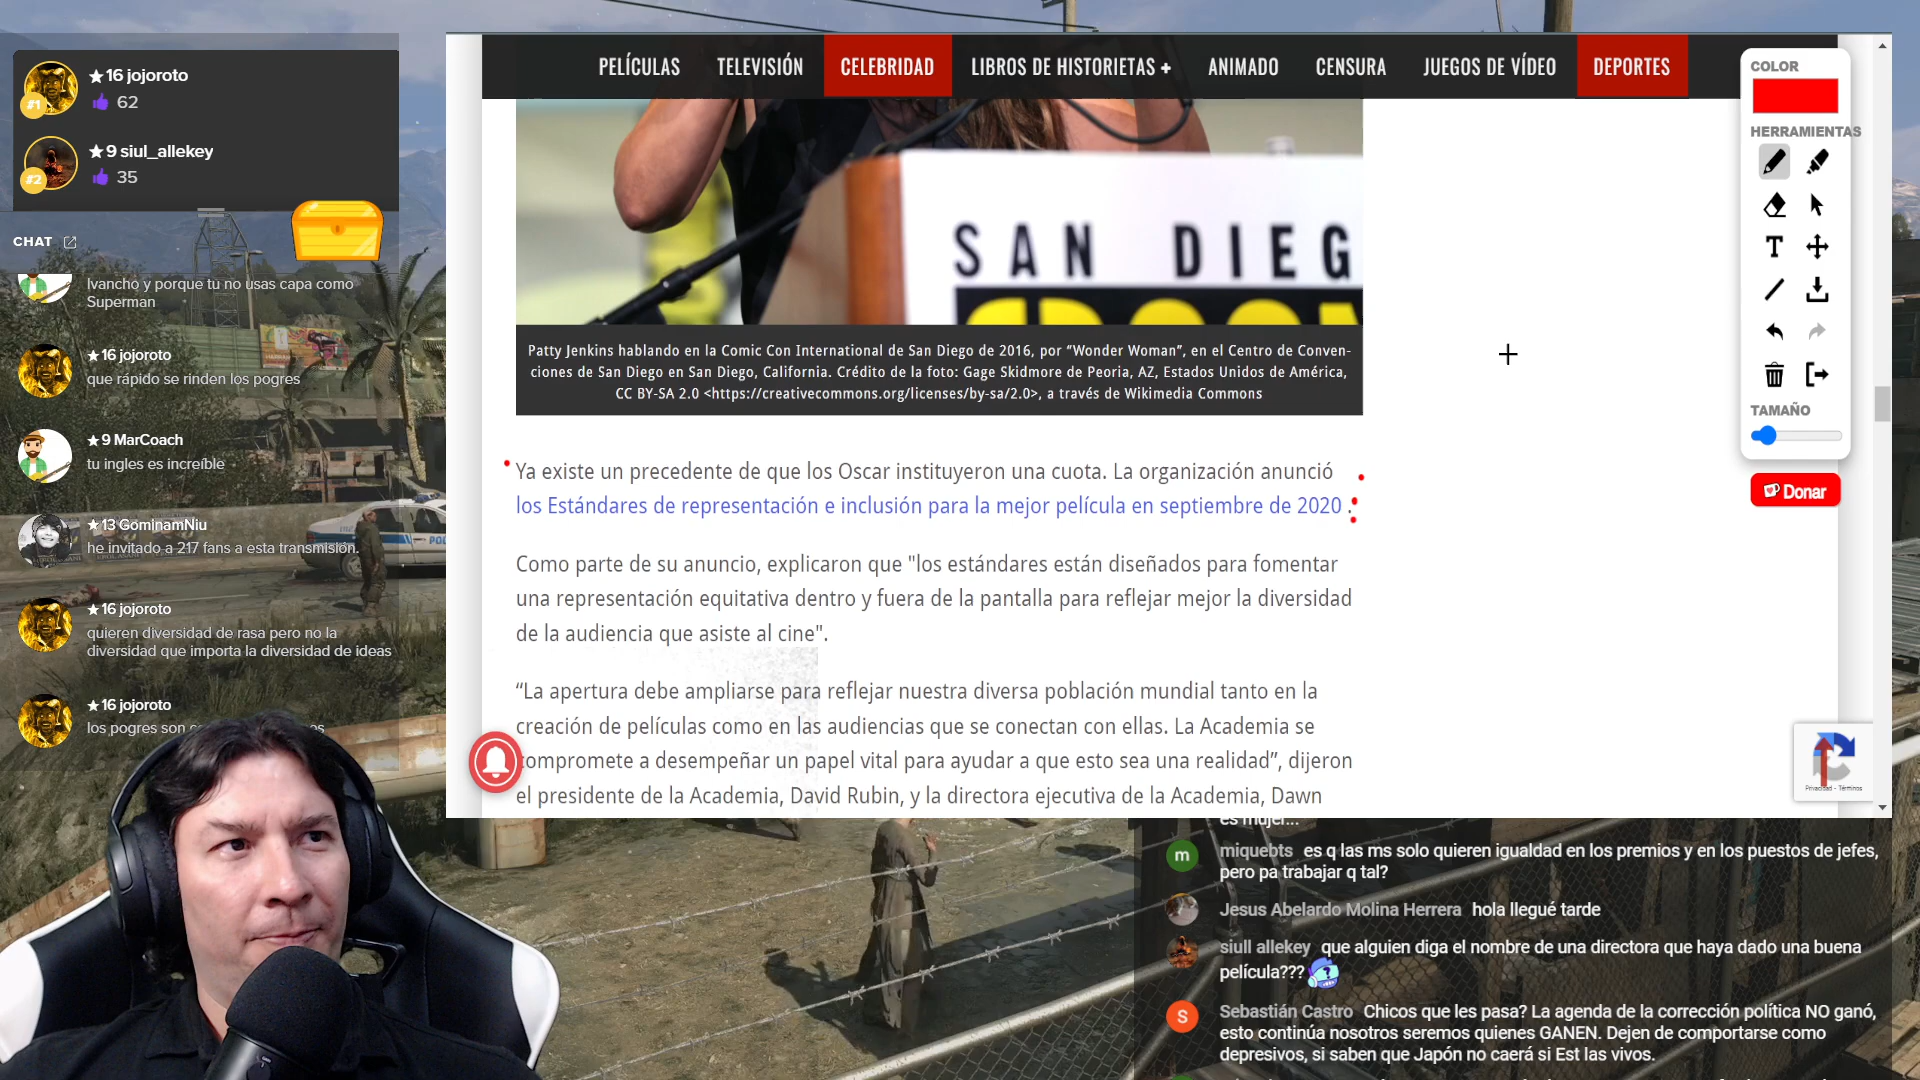 #1
★16 jojoroto
62
#2
★9 siul_allekey
35
CHAT
Ivancho y porque tu no usas capa como
Superman
★16 jojoroto
que rápido se rinden los pogres
★9 MarCoach
tu ingles es increíble
★13 GominamNiu
he invitado a 217 fans a esta transmisión.
★16 jojoroto
quieren diversidad de rasa pero no la
diversidad que importa la diversidad de ideas
★16 jojoroto
los pogres son
PELÍCULAS
TELEVISIÓN
CELEBRIDAD
LIBROS DE HISTORIETAS +
ANIMADO
CENSURA
JUEGOS DE VÍDEO
DEPORTES
SAN DIEG
Patty Jenkins hablando en la Comic Con International de San Diego de 2016, por “Wonder Woman”, en el Centro de Conven-
ciones de San Diego en San Diego, California. Crédito de la foto: Gage Skidmore de Peoria, AZ, Estados Unidos de América,
CC BY-SA 2.0 <https://creativecommons.org/licenses/by-sa/2.0>, a través de Wikimedia Commons
Ya existe un precedente de que los Oscar instituyeron una cuota. La organización anunció
los Estándares de representación e inclusión para la mejor película en septiembre de 2020 .
Como parte de su anuncio, explicaron que "los estándares están diseñados para fomentar
una representación equitativa dentro y fuera de la pantalla para reflejar mejor la diversidad
de la audiencia que asiste al cine".
“La apertura debe ampliarse para reflejar nuestra diversa población mundial tanto en la
creación de películas como en las audiencias que se conectan con ellas. La Academia se
compromete a desempeñar un papel vital para ayudar a que esto sea una realidad”, dijeron
el presidente de la Academia, David Rubin, y la directora ejecutiva de la Academia, Dawn
COLOR
HERRAMIENTAS
T
TAMAÑO
Donar
Privacidad - Términos
es mujer...
m
miquebts es q las ms solo quieren igualdad en los premios y en los puestos de jefes,
pero pa trabajar q tal?
Jesus Abelardo Molina Herrera hola llegué tarde
siull allekey que alguien diga el nombre de una directora que haya dado una buena
película???
S
Sebastián Castro Chicos que les pasa? La agenda de la corrección política NO ganó,
esto continúa nosotros seremos quienes GANEN. Dejen de comportarse como
depresivos, si saben que Japón no caerá si Est las vivos.